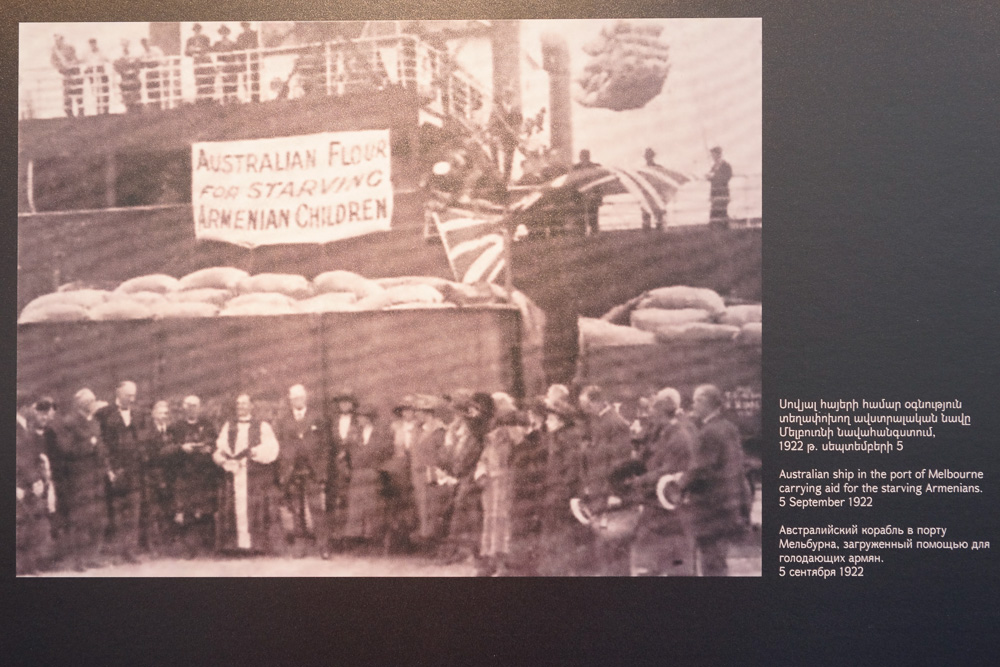 AUSTRALIAN FLOUR
FOR STARVING
ARMENIAN CHILDREN
Սովյալ հայերի համար օգնություն
տեղափոխող ավստրալական նավը
Մելբուռնի նավահանգստում,
1922 թ. սեպտեմբերի 5
Australian ship in the port of Melbourne
carrying aid for the starving Armenians.
5 September 1922
Австралийский корабль в порту
Мельбурна, загруженный помощью для
голодающих армян.
5 сентября 1922